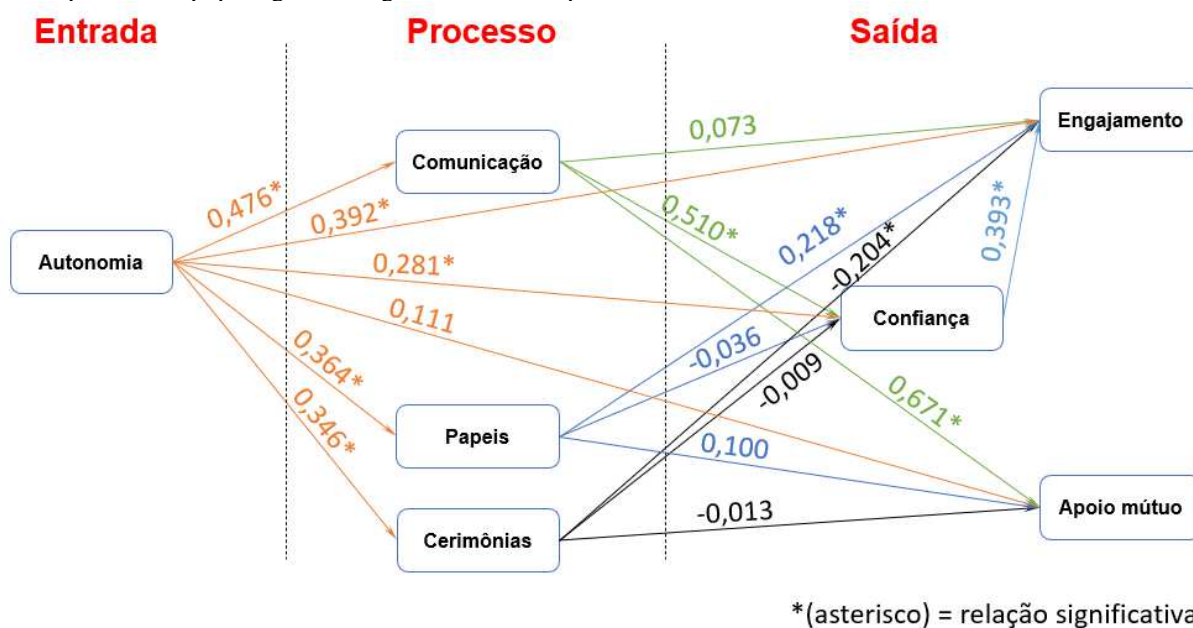 Entrada
Processo
Saída
Comunicação
Engajamento
Autonomia
Confiança
Papeis
Cerimônias
Apoio mútuo
0,476*
0,392*
0,281*
0,111
0,364*
0,346*
0,073
0,510*
0,671*
0,218*
-0,036
0,100
-0,204*
-0,009
-0,013
0,393*
*(asterisco) = relação significativa